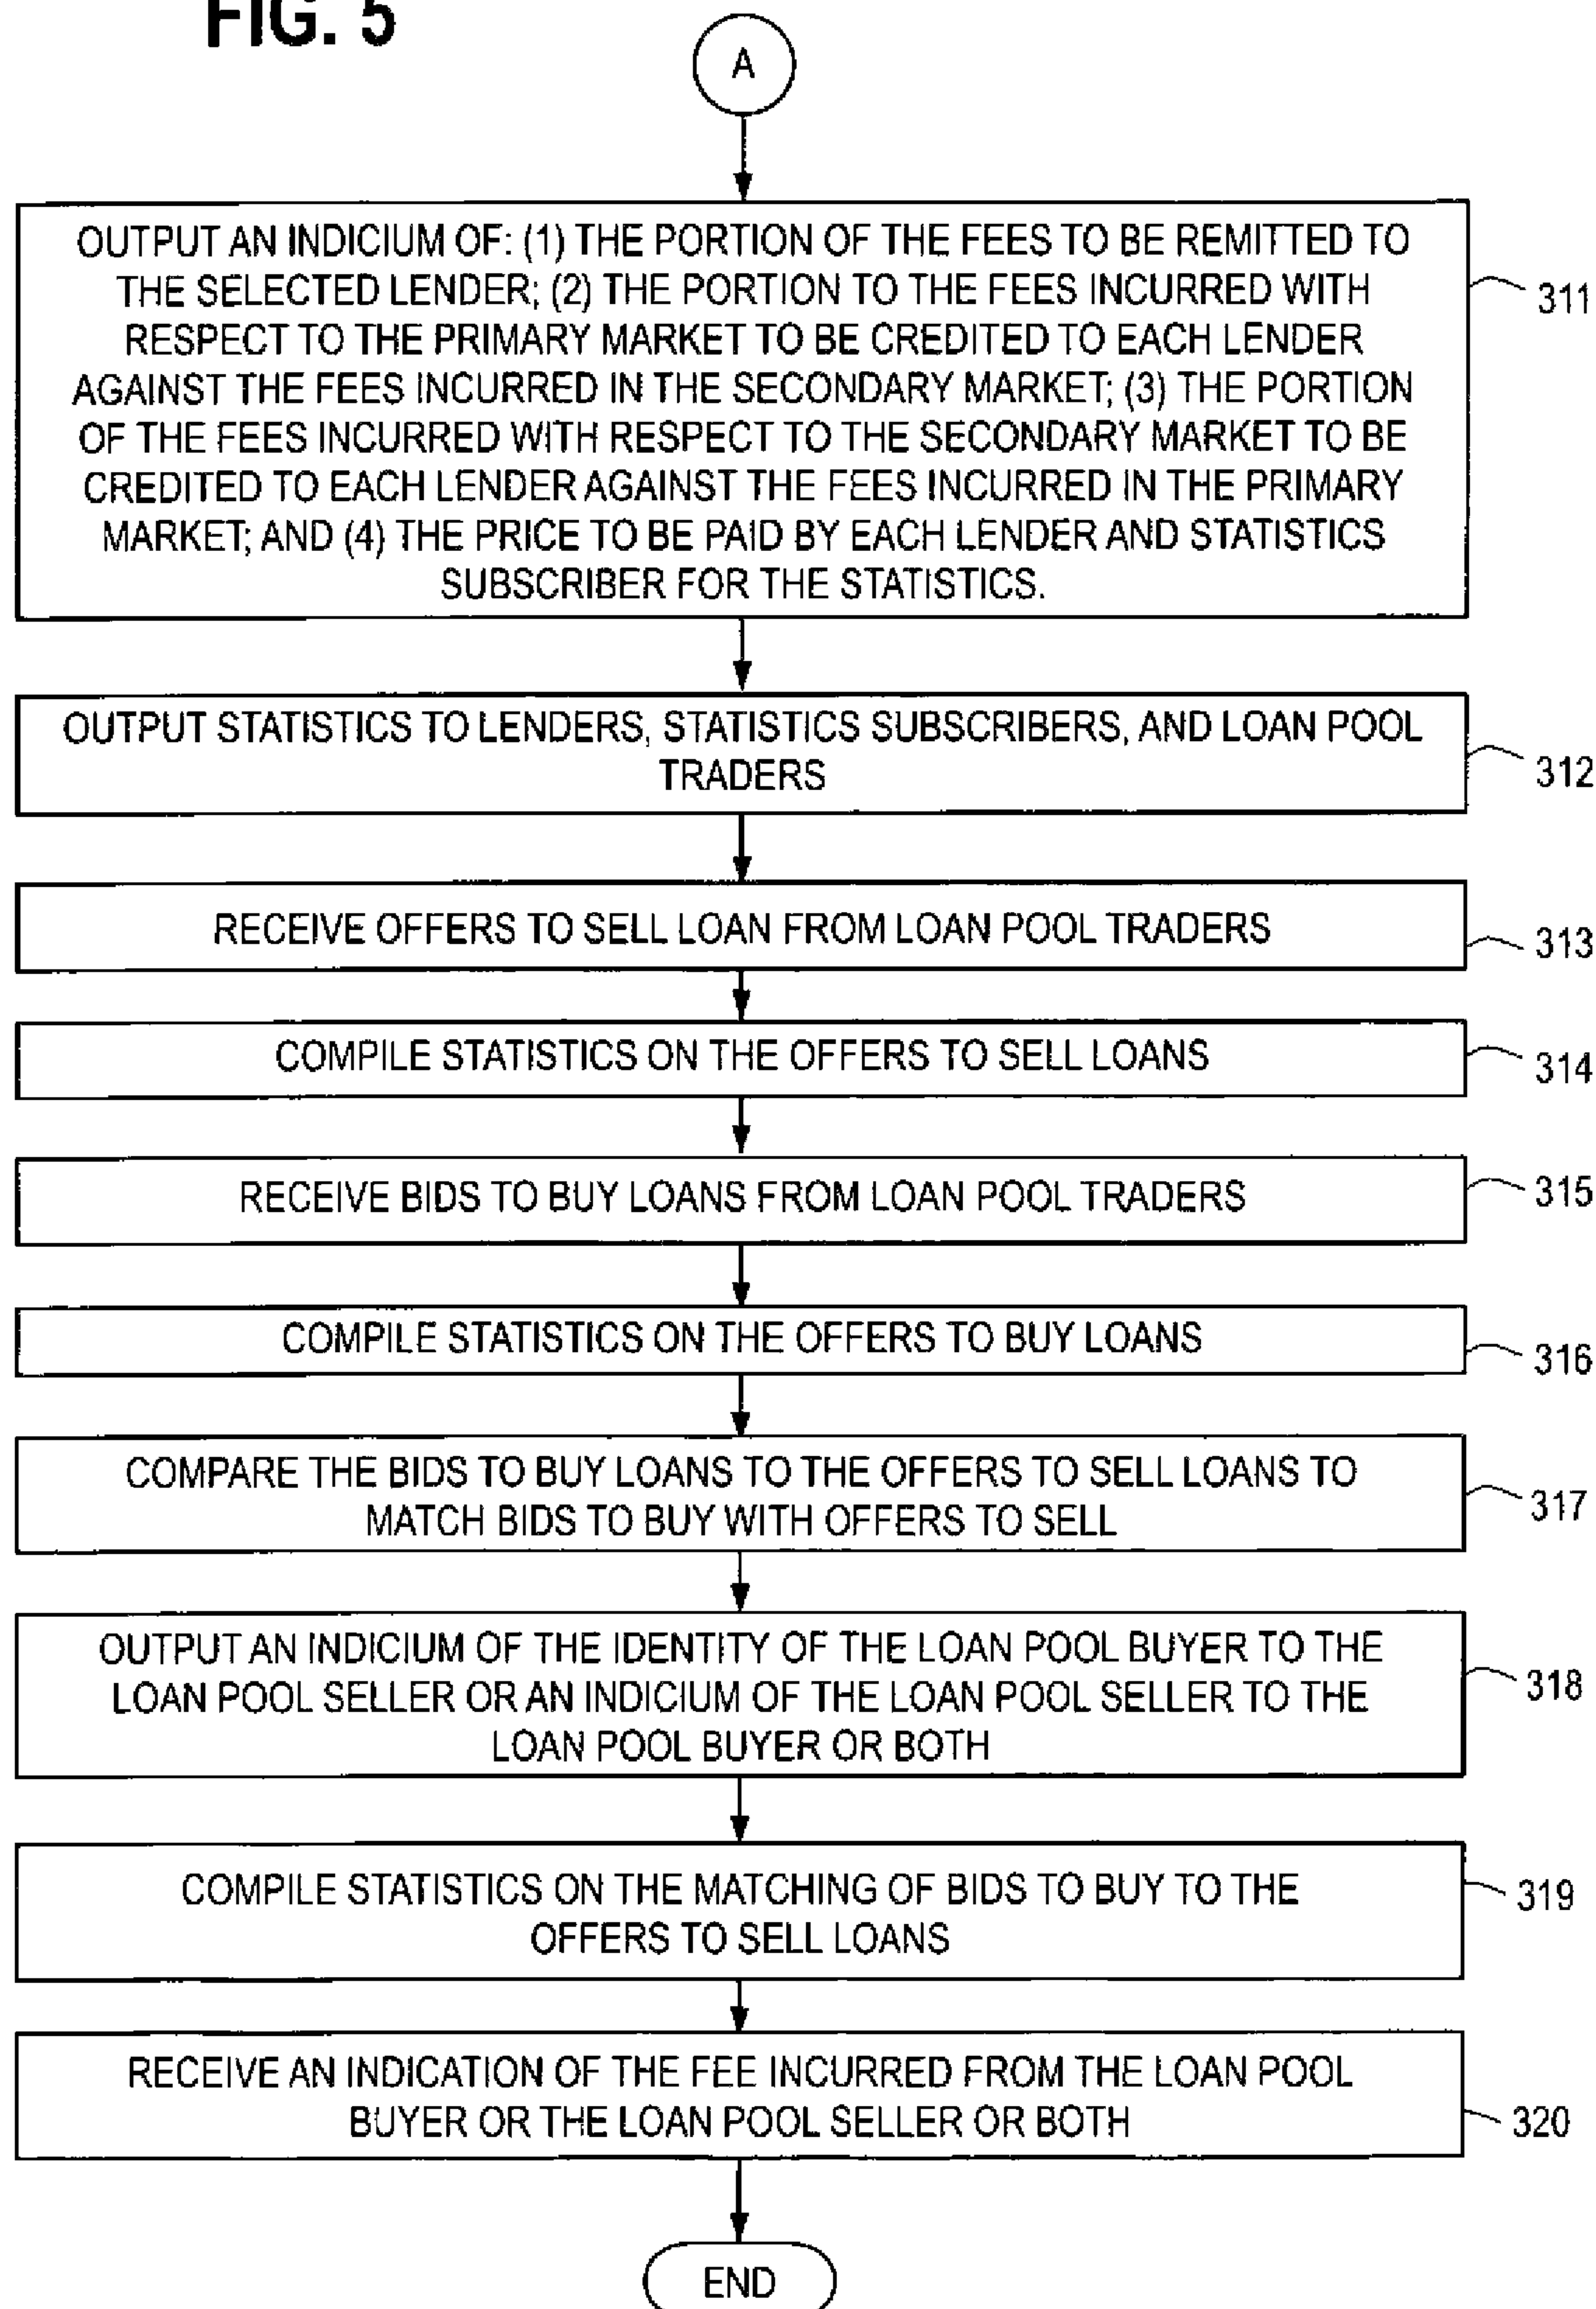 FIG. 5
A
OUTPUT AN INDICIUM OF: (1) THE PORTION OF THE FEES TO BE REMITTED TO
THE SELECTED LENDER; (2) THE PORTION TO THE FEES INCURRED WITH
RESPECT TO THE PRIMARY MARKET TO BE CREDITED TO EACH LENDER
AGAINST THE FEES INCURRED IN THE SECONDARY MARKET; (3) THE PORTION
OF THE FEES INCURRED WITH RESPECT TO THE SECONDARY MARKET TO BE
CREDITED TO EACH LENDER AGAINST THE FEES INCURRED IN THE PRIMARY
MARKET; AND (4) THE PRICE TO BE PAID BY EACH LENDER AND STATISTICS
SUBSCRIBER FOR THE STATISTICS.
311
OUTPUT STATISTICS TO LENDERS, STATISTICS SUBSCRIBERS, AND LOAN POOL
TRADERS
312
RECEIVE OFFERS TO SELL LOAN FROM LOAN POOL TRADERS
313
COMPILE STATISTICS ON THE OFFERS TO SELL LOANS
314
RECEIVE BIDS TO BUY LOANS FROM LOAN POOL TRADERS
315
COMPILE STATISTICS ON THE OFFERS TO BUY LOANS
316
COMPARE THE BIDS TO BUY LOANS TO THE OFFERS TO SELL LOANS TO
MATCH BIDS TO BUY WITH OFFERS TO SELL
317
OUTPUT AN INDICIUM OF THE IDENTITY OF THE LOAN POOL BUYER TO THE
LOAN POOL SELLER OR AN INDICIUM OF THE LOAN POOL SELLER TO THE
LOAN POOL BUYER OR BOTH
318
COMPILE STATISTICS ON THE MATCHING OF BIDS TO BUY TO THE
OFFERS TO SELL LOANS
319
RECEIVE AN INDICATION OF THE FEE INCURRED FROM THE LOAN POOL
BUYER OR THE LOAN POOL SELLER OR BOTH
320
END